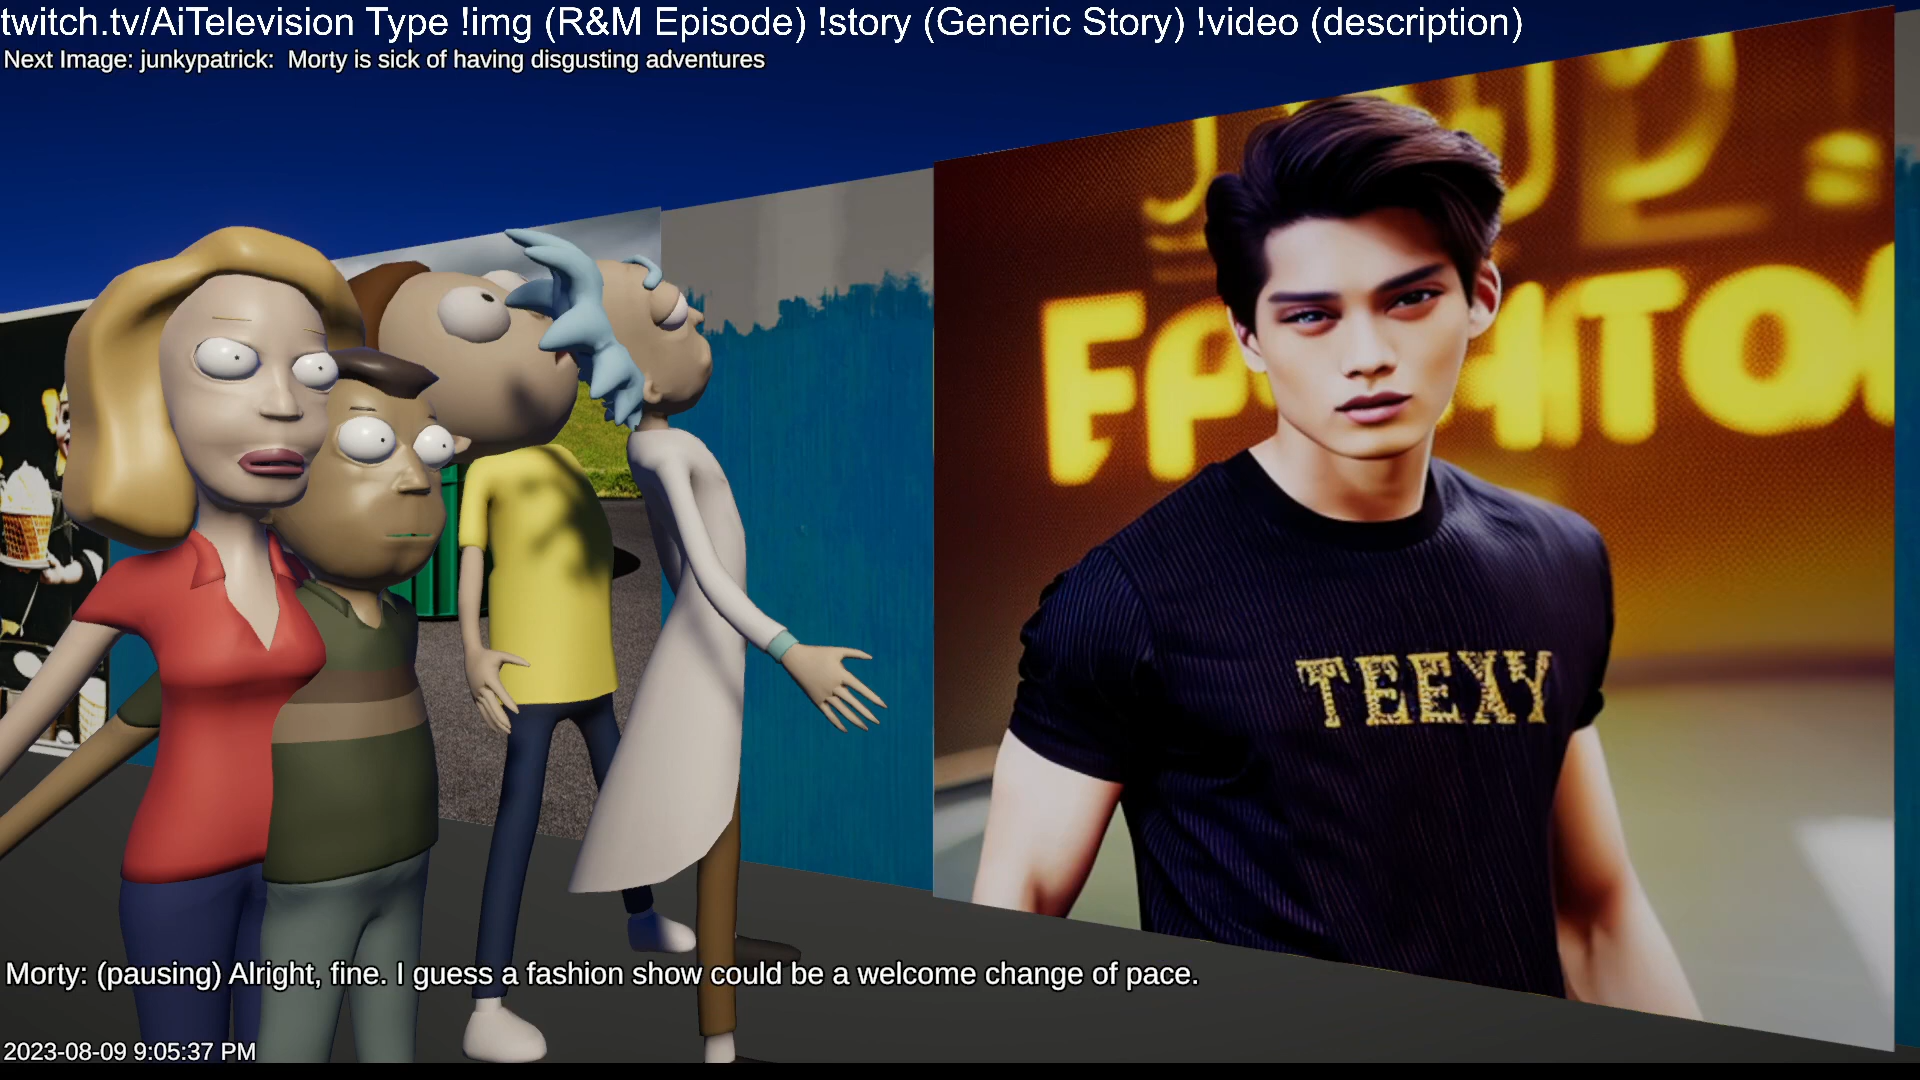 twitch.tv/AiTelevision Type !img (R&M Episode) !story (Generic Story) !video (description)
Next Image: junkypatrick:  Morty is sick of having disgusting adventures
TEEXY
Morty: (pausing) Alright, fine. I guess a fashion show could be a welcome change of pace.
2023-08-09 9:05:37 PM